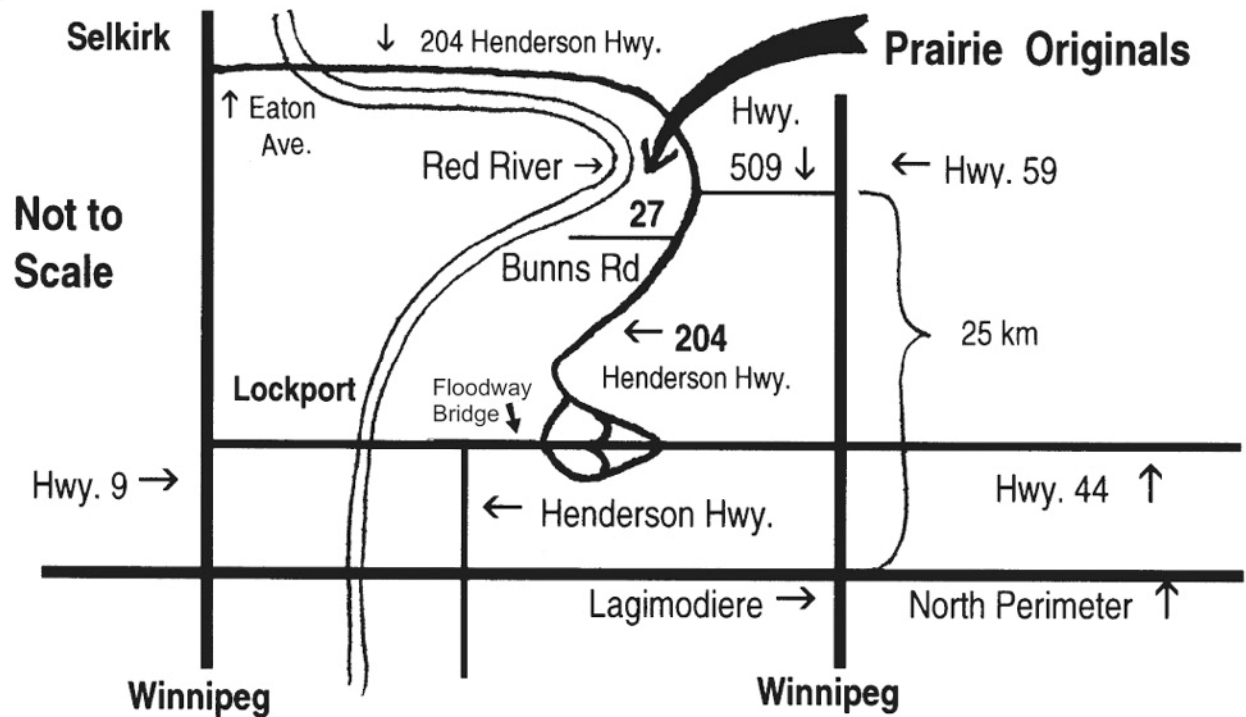 Selkirk
↓ 204 Henderson Hwy.
Prairie Originals
↑ Eaton
Ave.
Hwy.
509 ↓
Red River →
← Hwy. 59
Not to
Scale
27
Bunns Rd
← 204
Henderson Hwy.
25 km
Lockport
Floodway
Bridge
Hwy. 9 →
← Henderson Hwy.
Hwy. 44 ↑
Lagimodiere →
North Perimeter ↑
Winnipeg
Winnipeg